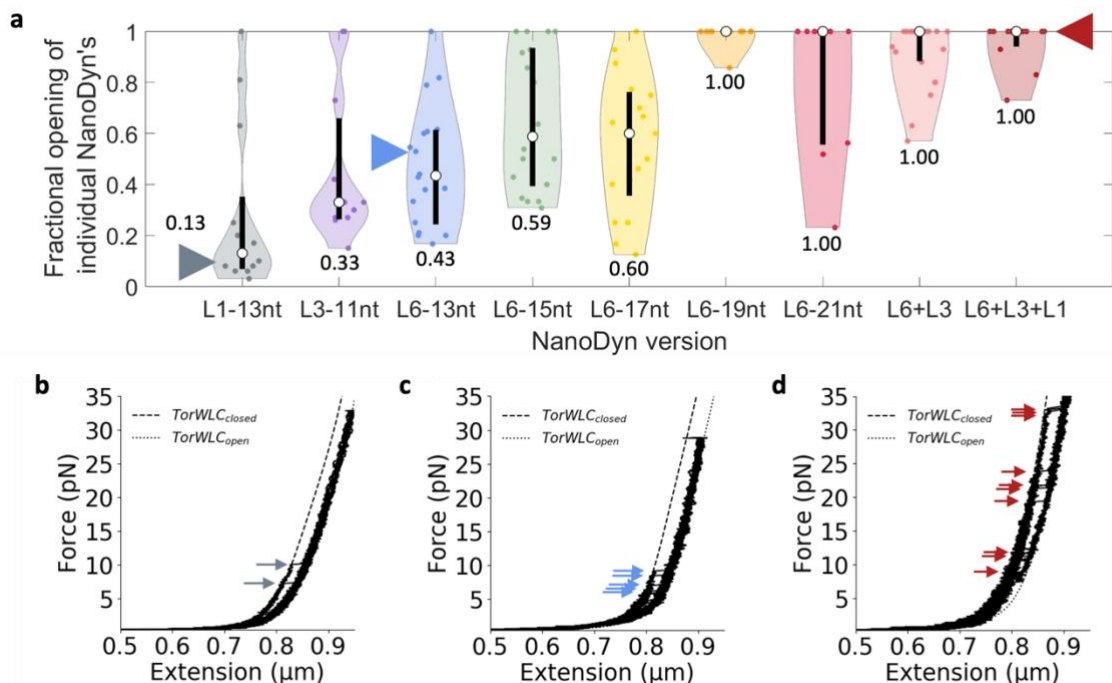 a
Fractional opening of
individual NanoDyn's
1
0.8
0.6
0.4
0.2
0
0.13
0.33
0.43
0.59
0.60
1.00
1.00
1.00
1.00
L1-13nt L3-11nt L6-13nt L6-15nt L6-17nt L6-19nt L6-21nt L6+L3 L6+L3+L1
NanoDyn version
b
Force (pN)
35
30
25
20
15
10
5
TorWLCclosed
TorWLCopen
0.5 0.6 0.7 0.8 0.9
Extension (µm)
c
Force (pN)
35
30
25
20
15
10
5
TorWLCclosed
TorWLCopen
0.5 0.6 0.7 0.8 0.9
Extension (µm)
d
Force (pN)
35
30
25
20
15
10
5
TorWLCclosed
TorWLCopen
0.5 0.6 0.7 0.8 0.9
Extension (µm)